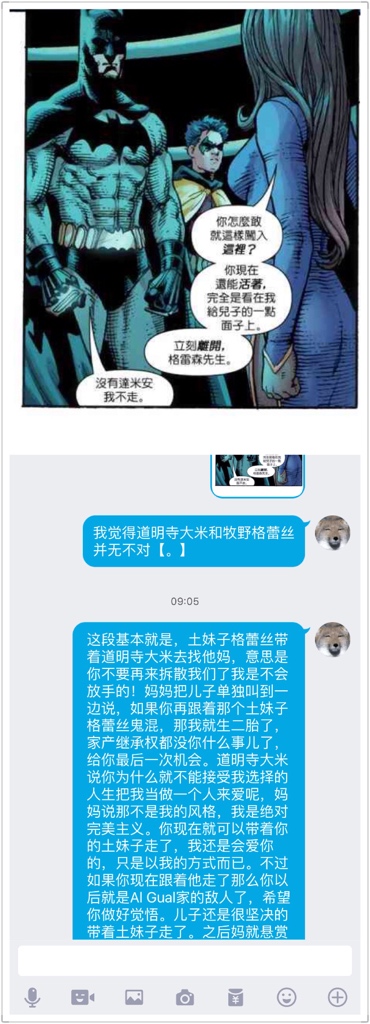 你怎麼敢
就這樣闖入
這裡？
你現在
還能活著，
完全是看在我
給兒子的一點
面子上。
立刻離開，
格雷森先生。
沒有達米安
我不走。
我觉得道明寺大米和牧野格蕾丝
并无不对【。】
09:05
这段基本就是，土妹子格蕾丝带
着道明寺大米去找他妈，意思是
你不要再来拆散我们了我是不会
放手的！妈妈把儿子单独叫到一
边说，如果你再跟着那个土妹子
格蕾丝鬼混，那我就生二胎了，
家产继承权都没你什么事儿了，
给你最后一次机会。道明寺大米
说你为什么就不能接受我选择的
人生把我当做一个人来爱呢，妈
妈说那不是我的风格，我是绝对
完美主义。你现在就可以带着你
的土妹子走了，我还是会爱你
的，只是以我的方式而已。不过
如果你现在跟着他走了那么你以
后就是Al Gual家的敌人了，希望
你做好觉悟。儿子还是很坚决的
带着土妹子走了。之后妈就悬赏